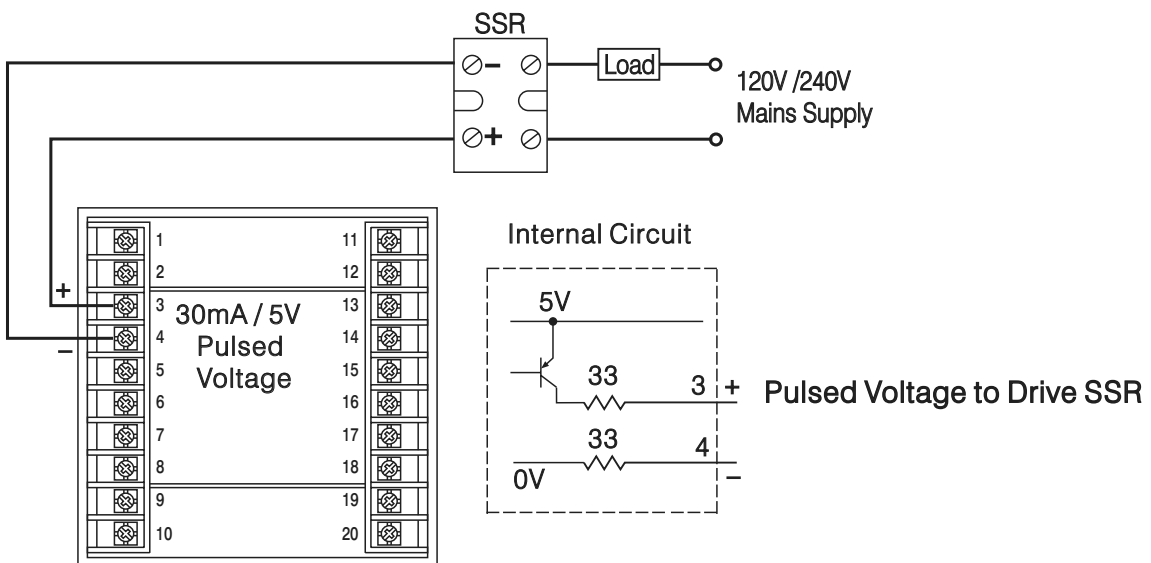 SSR
−
Load
120V /240V
Mains Supply
+
Internal Circuit
1
11
2
12
+
3
30mA / 5V
13
−
4
Pulsed
14
5
Voltage
15
6
16
7
17
8
18
9
19
10
20
5V
33
3
+
Pulsed Voltage to Drive SSR
33
4
0V
−